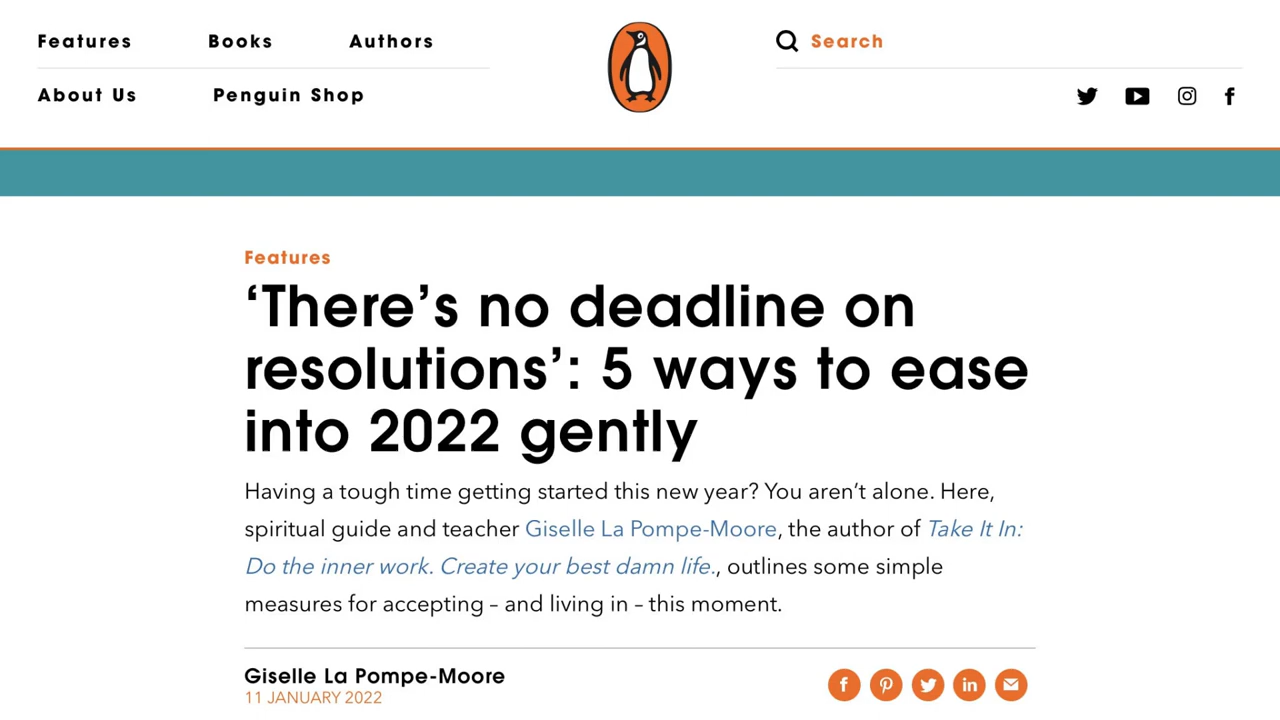 Features Books Authors
Search
About Us Penguin Shop
Features
‘There’s no deadline on
resolutions’: 5 ways to ease
into 2022 gently
Having a tough time getting started this new year? You aren’t alone. Here,
spiritual guide and teacher Giselle La Pompe-Moore, the author of Take It In:
Do the inner work. Create your best damn life., outlines some simple
measures for accepting – and living in – this moment.
Giselle La Pompe-Moore
11 JANUARY 2022